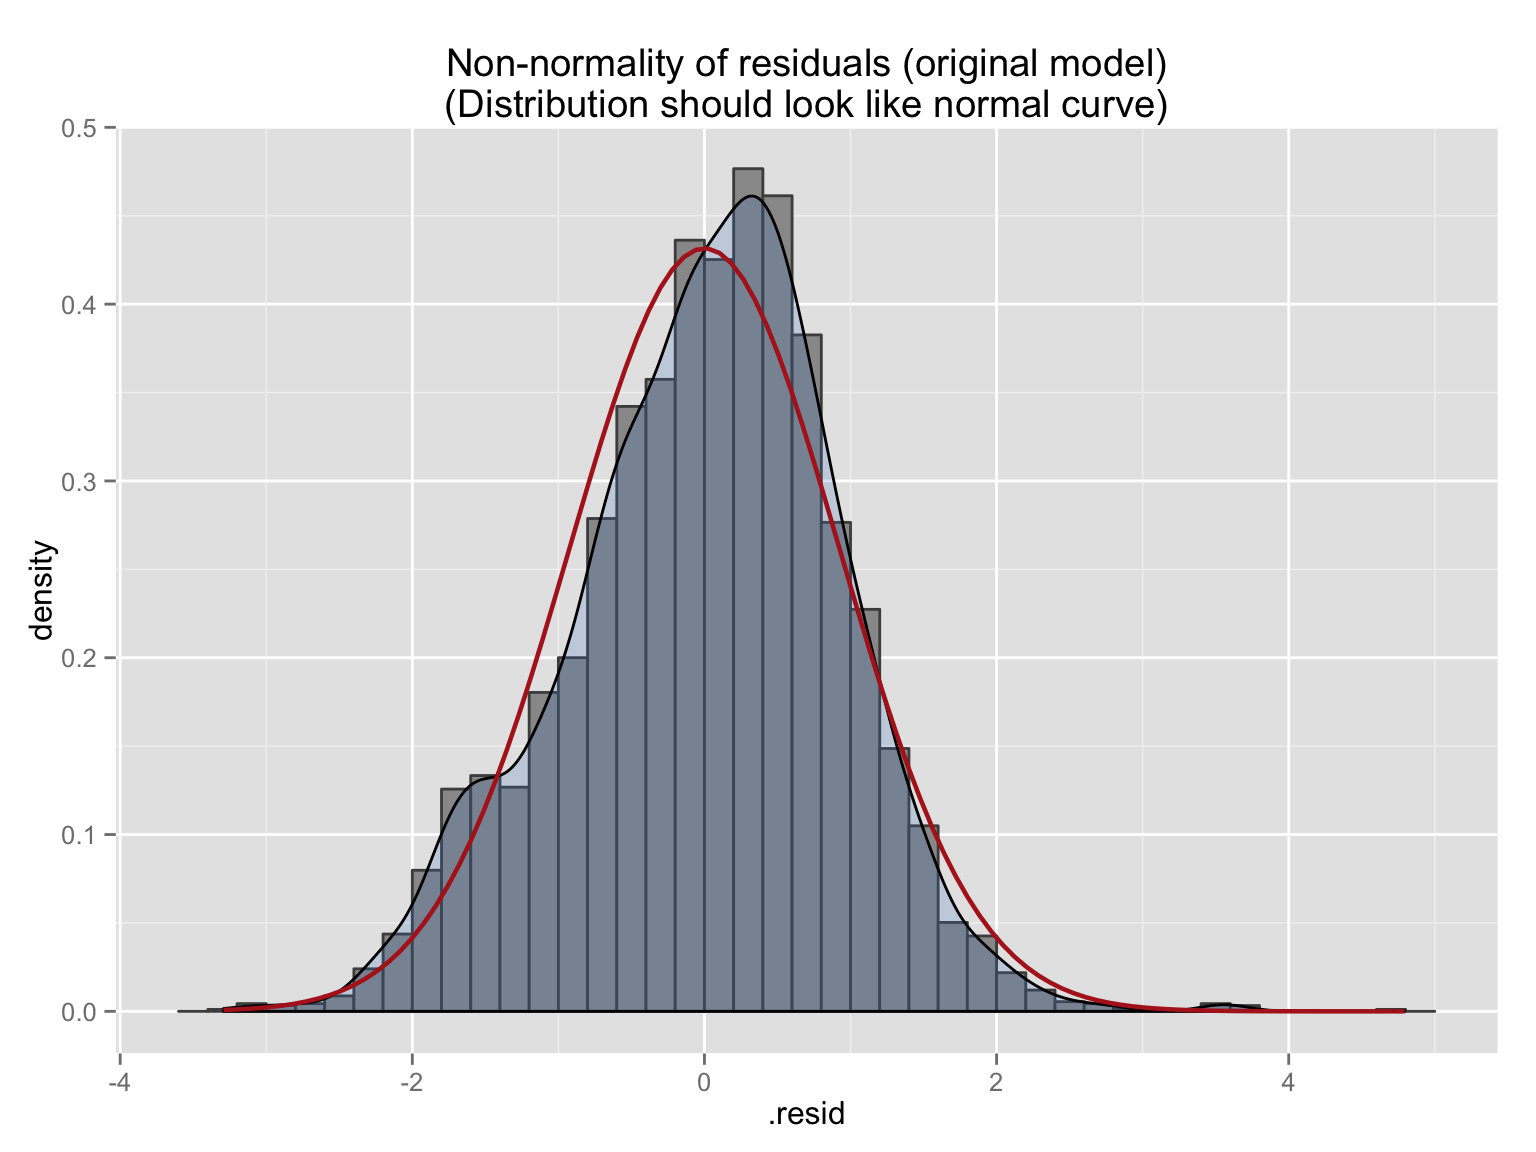 Non-normality of residuals (original model)
(Distribution should look like normal curve)
0.5
0.4
0.3
0.2
0.1
0.0
density
-4
-2
0
2
4
.resid